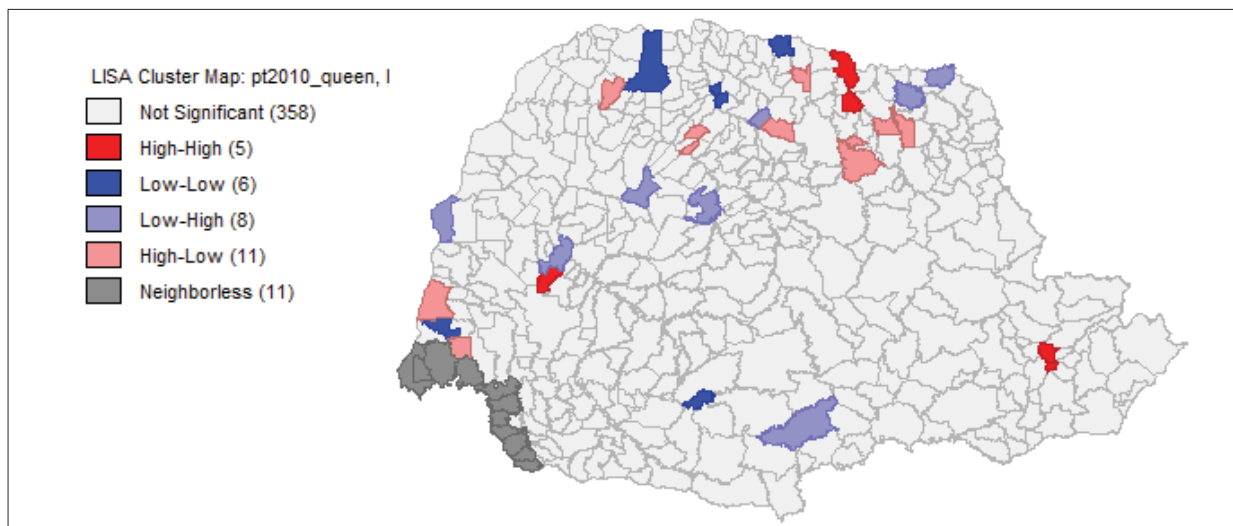 LISA Cluster Map: pt2010_queen, I
Not Significant (358)
High-High (5)
Low-Low (6)
Low-High (8)
High-Low (11)
Neighborless (11)